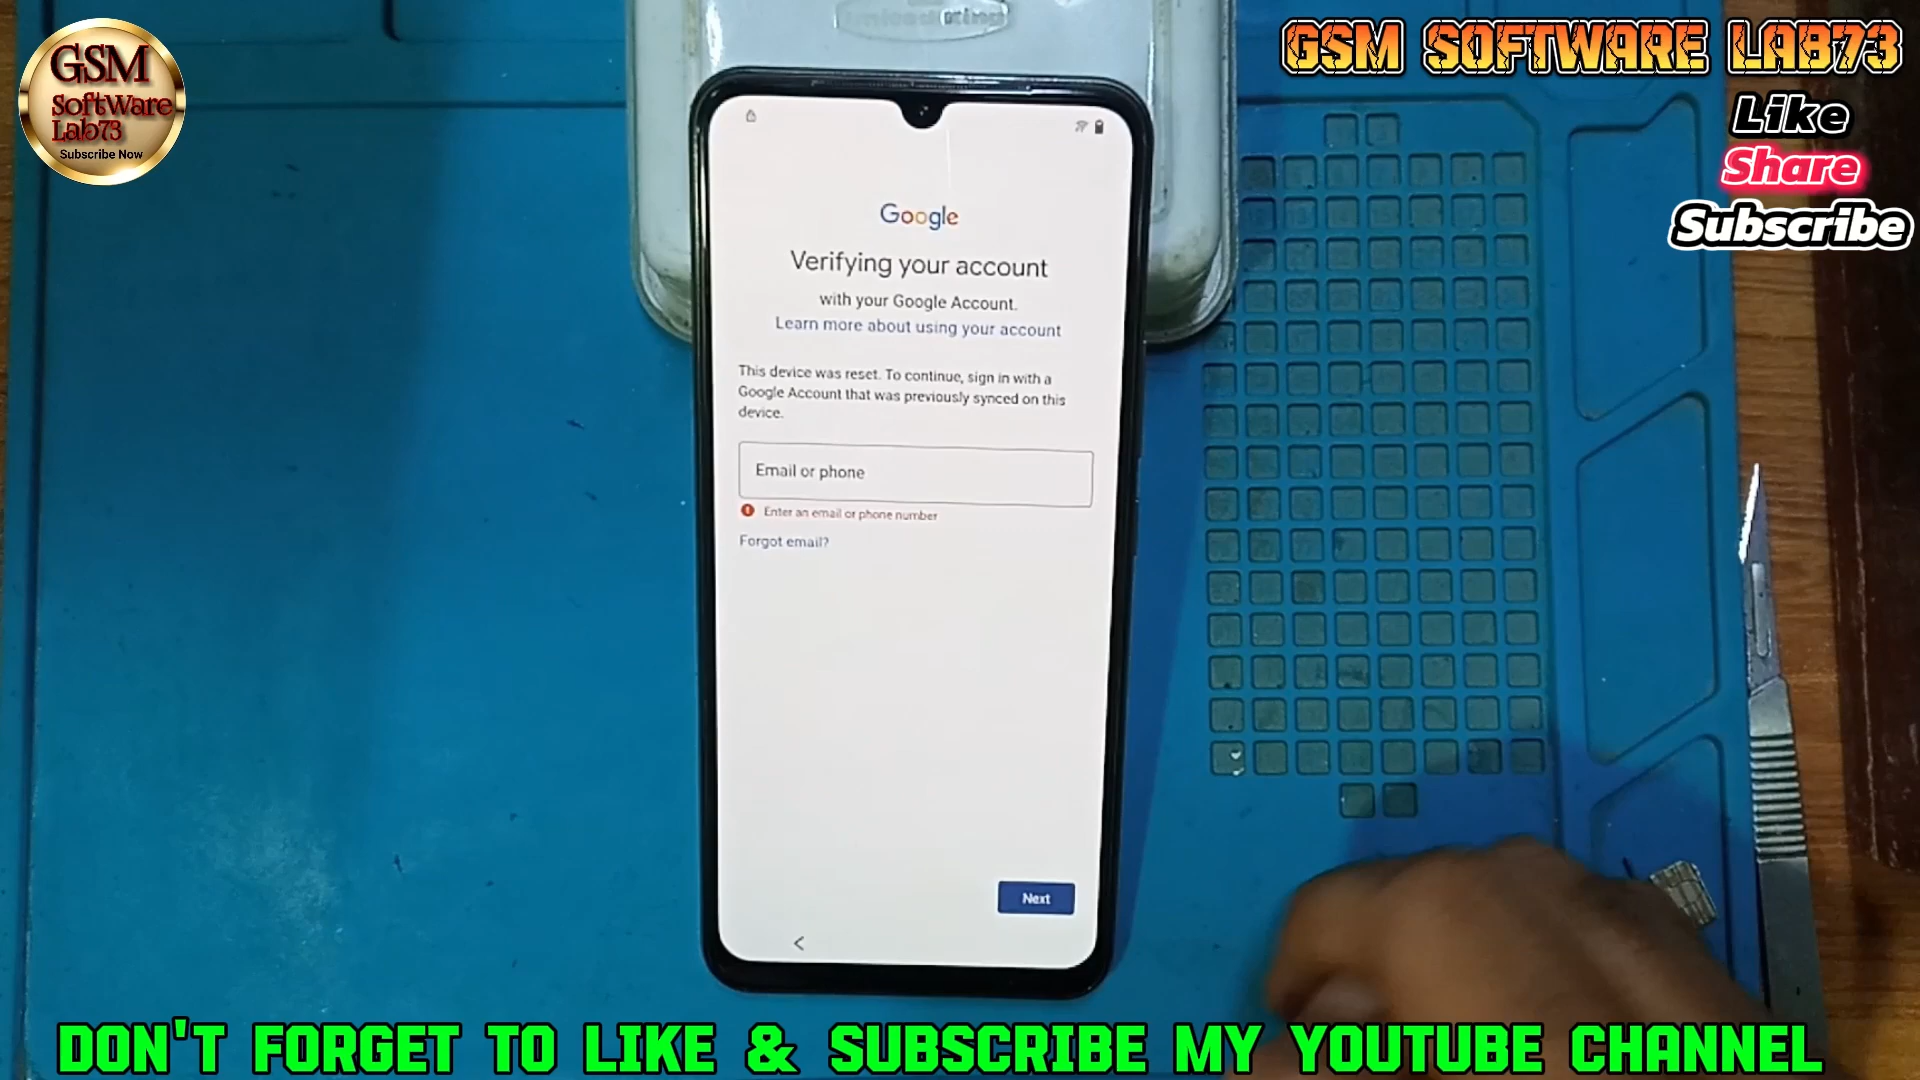 GSM
SoftWare
Lab73
Subscribe Now
GSM SOFTWARE LAB73
Like
Share
Subscribe
Google
Verifying your account
with your Google Account.
Learn more about using your account
This device was reset. To continue, sign in with a
Google Account that was previously synced on this
device.
Email or phone
Enter an email or phone number
Forgot email?
Next
DON'T FORGET TO LIKE & SUBSCRIBE MY YOUTUBE CHANNEL